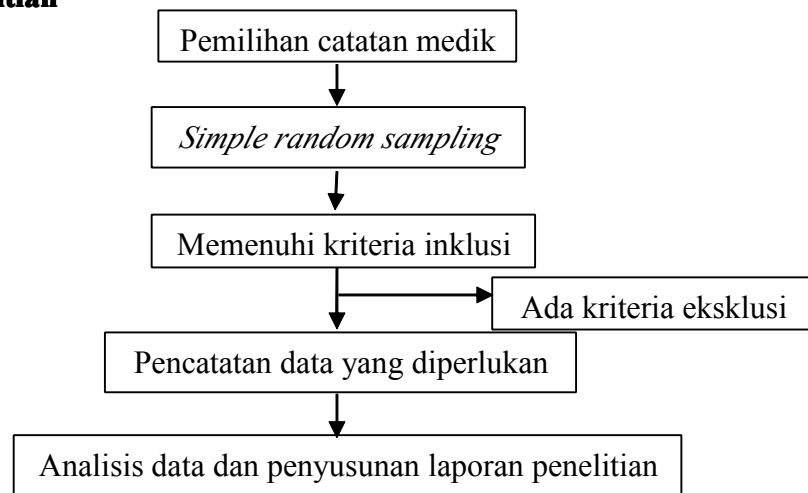 Pemilihan catatan medik
Simple random sampling
Memenuhi kriteria inklusi
Ada kriteria eksklusi
Pencatatan data yang diperlukan
Analisis data dan penyusunan laporan penelitian